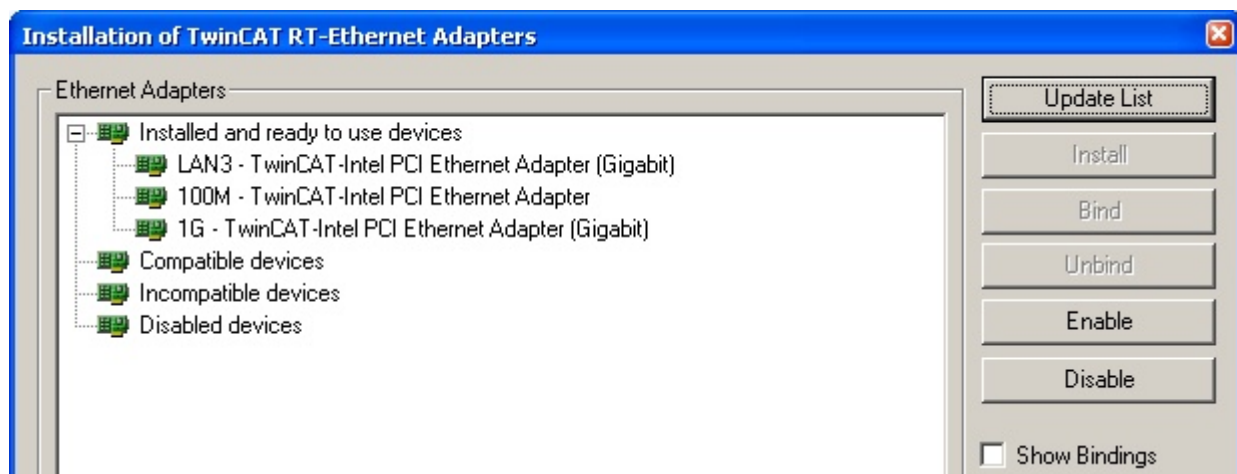 Installation of TwinCAT RT-Ethernet Adapters
Ethernet Adapters
Installed and ready to use devices
LAN3 - TwinCAT-Intel PCI Ethernet Adapter (Gigabit)
100M - TwinCAT-Intel PCI Ethernet Adapter
1G - TwinCAT-Intel PCI Ethernet Adapter (Gigabit)
Compatible devices
Incompatible devices
Disabled devices
Update List
Install
Bind
Unbind
Enable
Disable
Show Bindings